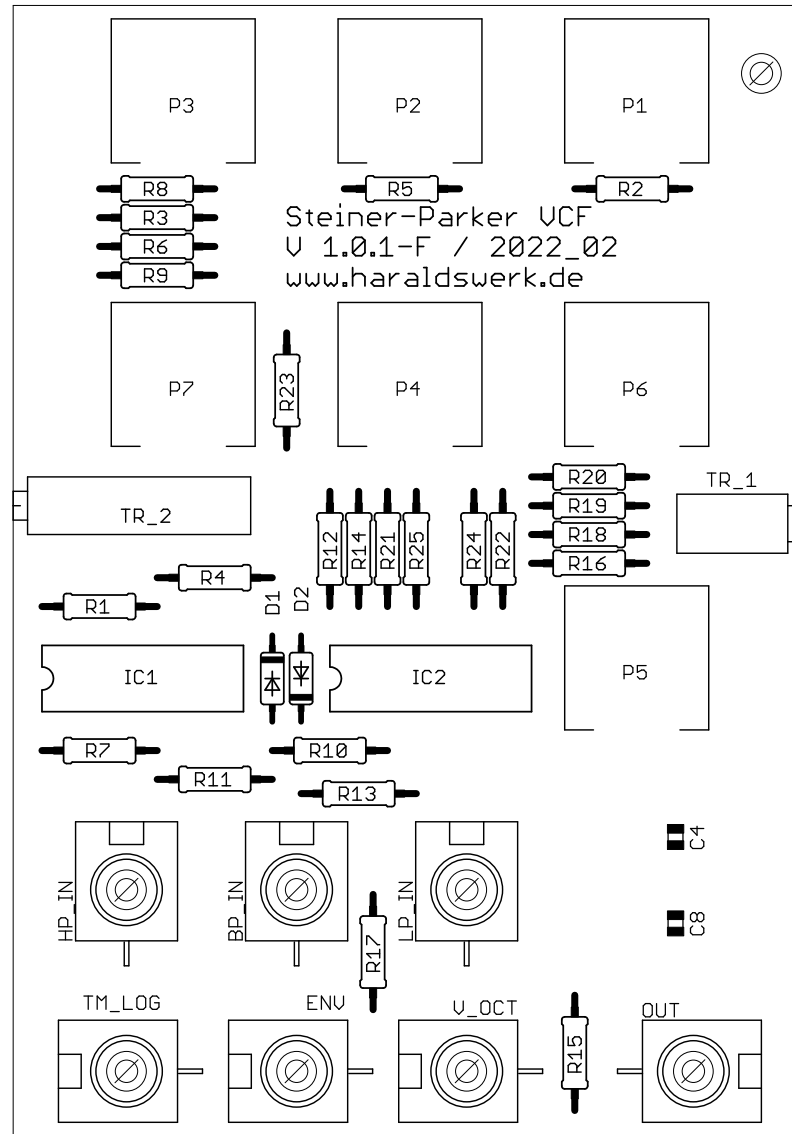 P3
P2
P1
R8
R5
R2
R3
R6
R9
Steiner-Parker VCF
V 1.0.1-F / 2022_02
www.haraldswerk.de
P7
R23
P4
P6
TR_2
R12
R14
R21
R25
R24
R22
R20
R19
R18
R16
TR_1
R4
R1
D1
D2
IC1
IC2
P5
R7
R10
R11
R13
HP_IN
BP_IN
LP_IN
C4
C8
R17
TM_LOG
ENV
V_OCT
OUT
R15